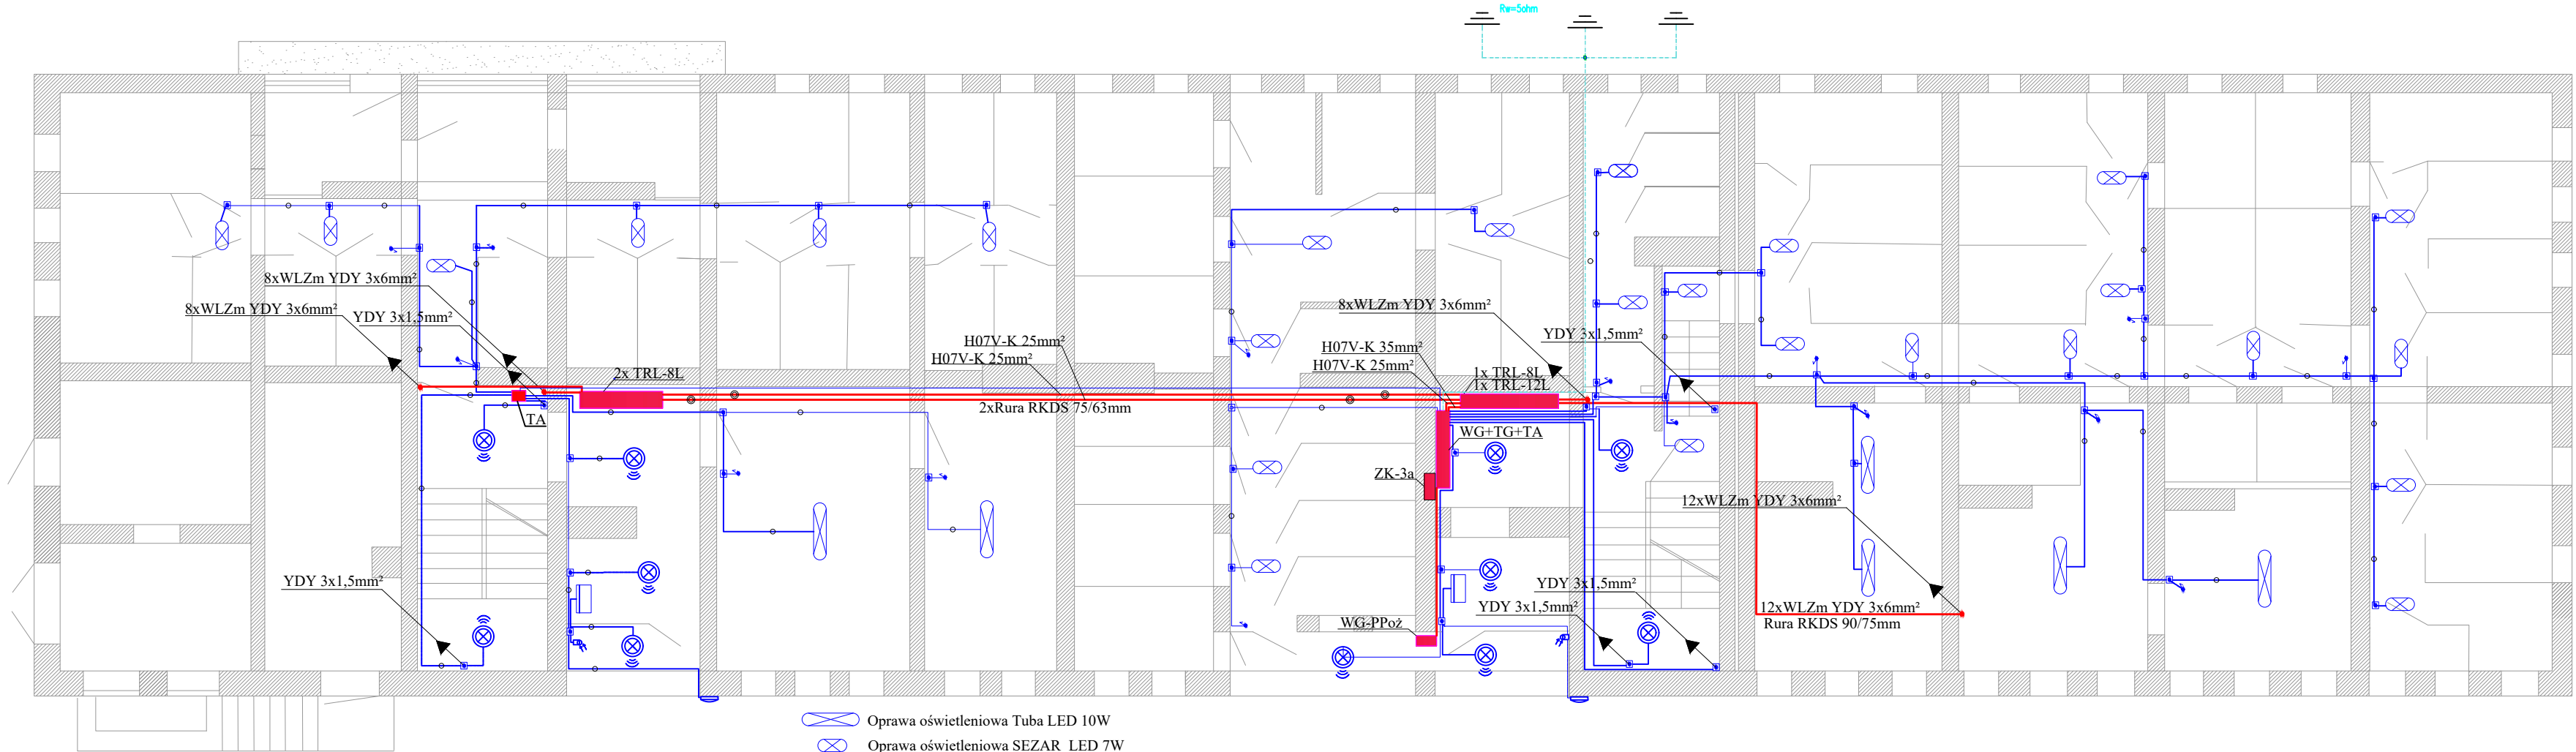 Rw=5ohm
8xWLZm YDY 3x6mm²
8xWLZm YDY 3x6mm²
YDY 3x1,5mm²
2x TRL-8L
TA
H07V-K 25mm²
H07V-K 25mm²
2xRura RKDS 75/63mm
8xWLZm YDY 3x6mm²
YDY 3x1,5mm²
H07V-K 35mm²
H07V-K 25mm²
1x TRL-8L
1x TRL-12L
WG+TG+TA
ZK-3a
12xWLZm YDY 3x6mm²
YDY 3x1,5mm²
YDY 3x1,5mm²
YDY 3x1,5mm²
12xWLZm YDY 3x6mm²
Rura RKDS 90/75mm
WG-PPoż
Oprawa oświetleniowa Tuba LED 10W
Oprawa oświetleniowa SEZAR LED 7W